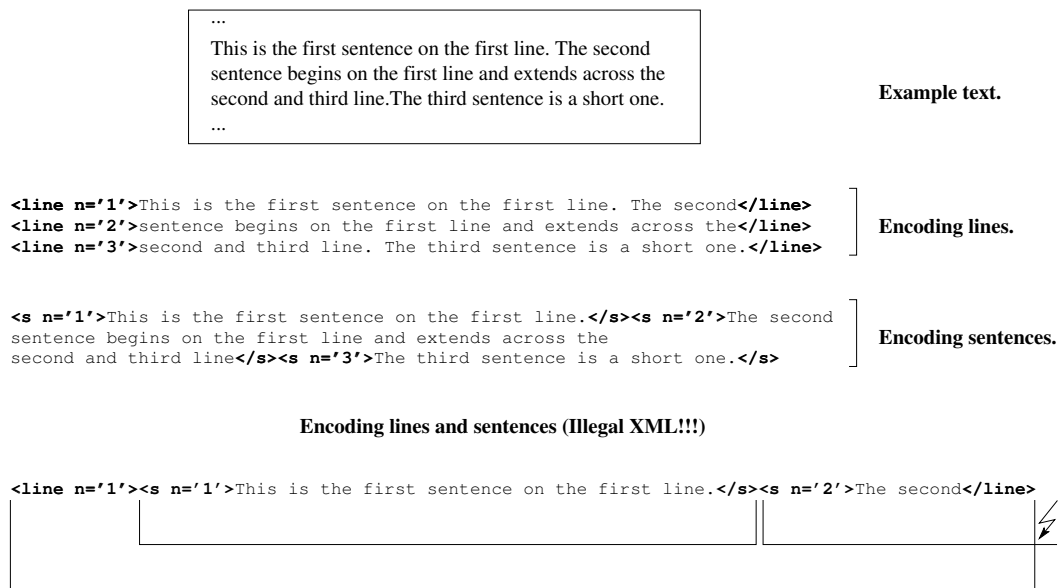 ...
This is the first sentence on the first line. The second
sentence begins on the first line and extends across the
second and third line.The third sentence is a short one.
...
Example text.
<line n='1'>This is the first sentence on the first line. The second</line>
<line n='2'>sentence begins on the first line and extends across the</line>
<line n='3'>second and third line. The third sentence is a short one.</line>
Encoding lines.
<s n='1'>This is the first sentence on the first line.</s><s n='2'>The second
sentence begins on the first line and extends across the
second and third line</s><s n='3'>The third sentence is a short one.</s>
Encoding sentences.
Encoding lines and sentences (Illegal XML!!!)
<line n='1'><s n='1'>This is the first sentence on the first line.</s><s n='2'>The second</line>